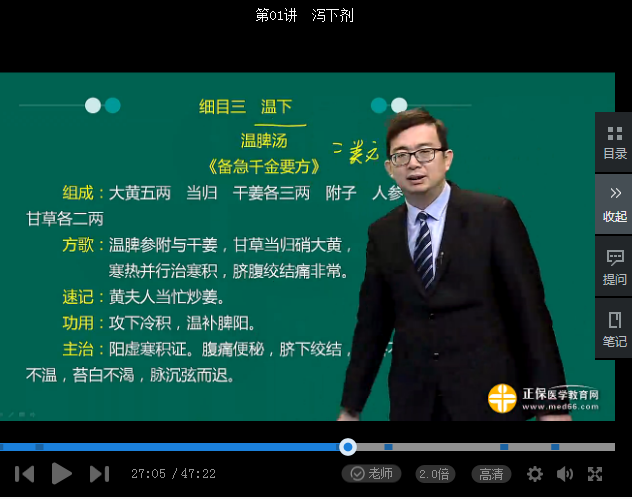 第01讲 泻下剂
细目三 温下
温脾汤
二类方
《备急千金要方》
组成：大黄五两 当归 干姜各三两 附子 人参
甘草各二两
方歌：温脾参附与干姜，甘草当归硝大黄，
寒热并行治寒积，脐腹绞结痛非常。
速记：黄夫人当忙炒姜。
功用：攻下冷积，温补脾阳。
主治：阳虚寒积证。腹痛便秘，脐下绞结，
不温，苔白不渴，脉沉弦而迟。
正保医学教育网
www.med66.com
目录
收起
提问
笔记
27:05 / 47:22
老师
2.0倍
高清